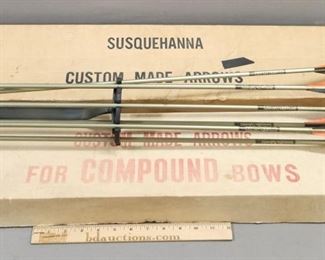 SUSQUEHANNA
CUSTOM MADE ARROWS
CUSTOM MADE ARROWS
FOR COMPOUND BOWS
bdauctions.com